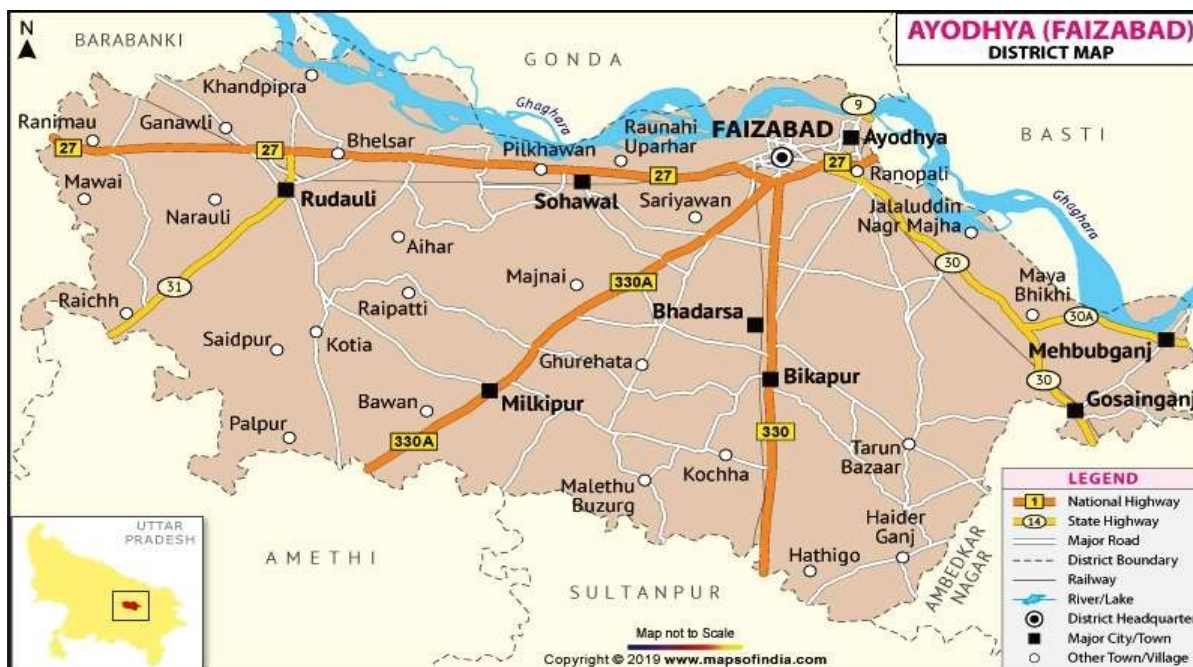 AYODHYA (FAIZABAD)
DISTRICT MAP
N
BARABANKI
GONDA
BASTI
Khandpipra
Ghaghara
9
Ranimau
Ganawli
Bhelsar
Raunahi
Uparhar
FAIZABAD
Ayodhya
27
27
Pilkhawan
27
27
Ranopali
Mawai
Narauli
Rudauli
Sohawal
Sariyawan
Jalaluddin
Nagr Majha
Ghaghara
Aihar
30
31
Majnai
330A
Maya
Bhikhi
Raichh
Raipatti
Bhadarsa
30A
Saidpur
Kotia
Ghurehata
Mehbubganj
Bikapur
30
Milkipur
Bawan
Gosainganj
Palpur
330A
330
Tarun
Bazaar
Kochha
Malethu
Buzurg
Haider
Ganj
Hathigo
AMETHI
SULTANPUR
AMBEDKAR
NAGAR
UTTAR
PRADESH
LEGEND
1 National Highway
14 State Highway
Major Road
District Boundary
Railway
River/Lake
District Headquarter
Major City/Town
Other Town/Village
Map not to Scale
Copyright © 2019 www.mapsofindia.com